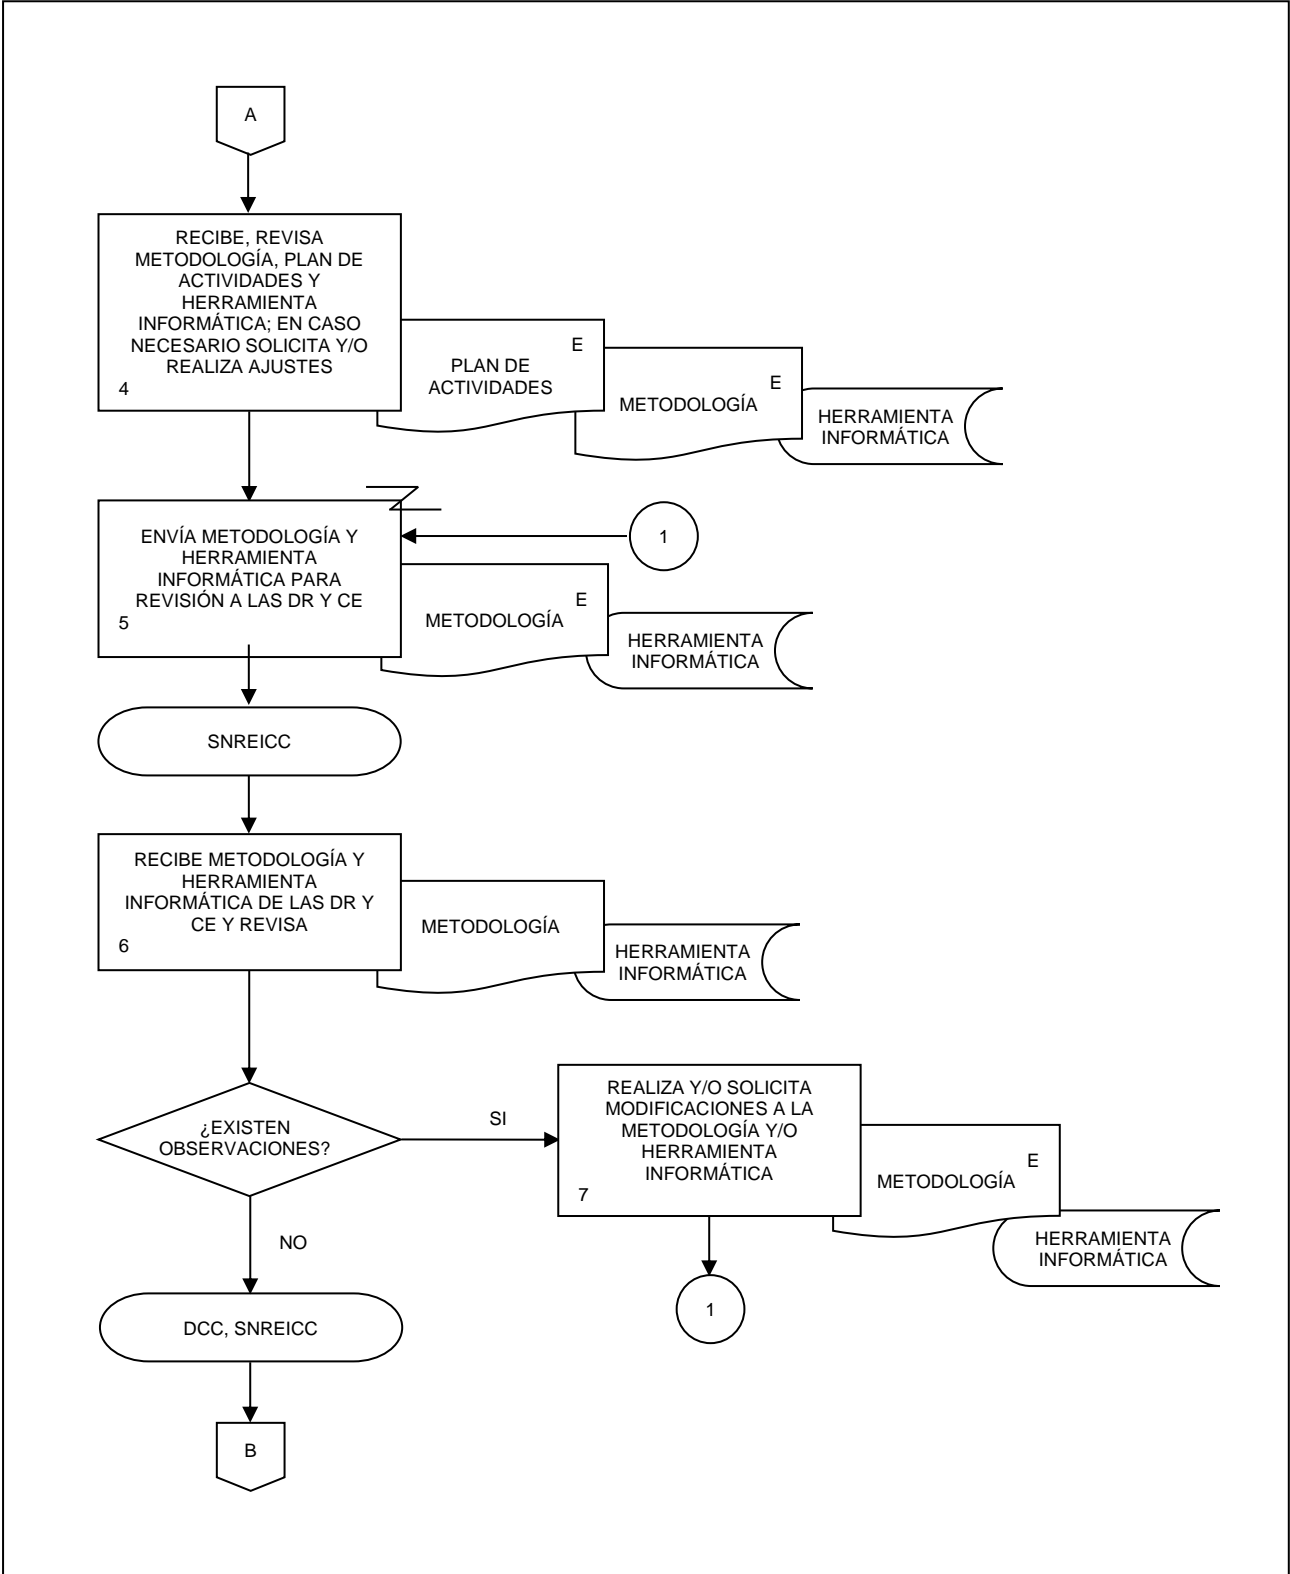 A
RECIBE, REVISA
METODOLOGÍA, PLAN DE
ACTIVIDADES Y
HERRAMIENTA
INFORMÁTICA; EN CASO
NECESARIO SOLICITA Y/O
REALIZA AJUSTES
4
E
PLAN DE
ACTIVIDADES
E
METODOLOGÍA
HERRAMIENTA
INFORMÁTICA
ENVÍA METODOLOGÍA Y
HERRAMIENTA
INFORMÁTICA PARA
REVISIÓN A LAS DR Y CE
5
1
E
METODOLOGÍA
HERRAMIENTA
INFORMÁTICA
SNREICC
RECIBE METODOLOGÍA Y
HERRAMIENTA
INFORMÁTICA DE LAS DR Y
CE Y REVISA
6
METODOLOGÍA
HERRAMIENTA
INFORMÁTICA
¿EXISTEN
OBSERVACIONES?
SI
REALIZA Y/O SOLICITA
MODIFICACIONES A LA
METODOLOGÍA Y/O
HERRAMIENTA
INFORMÁTICA
7
E
METODOLOGÍA
HERRAMIENTA
INFORMÁTICA
NO
1
DCC, SNREICC
B